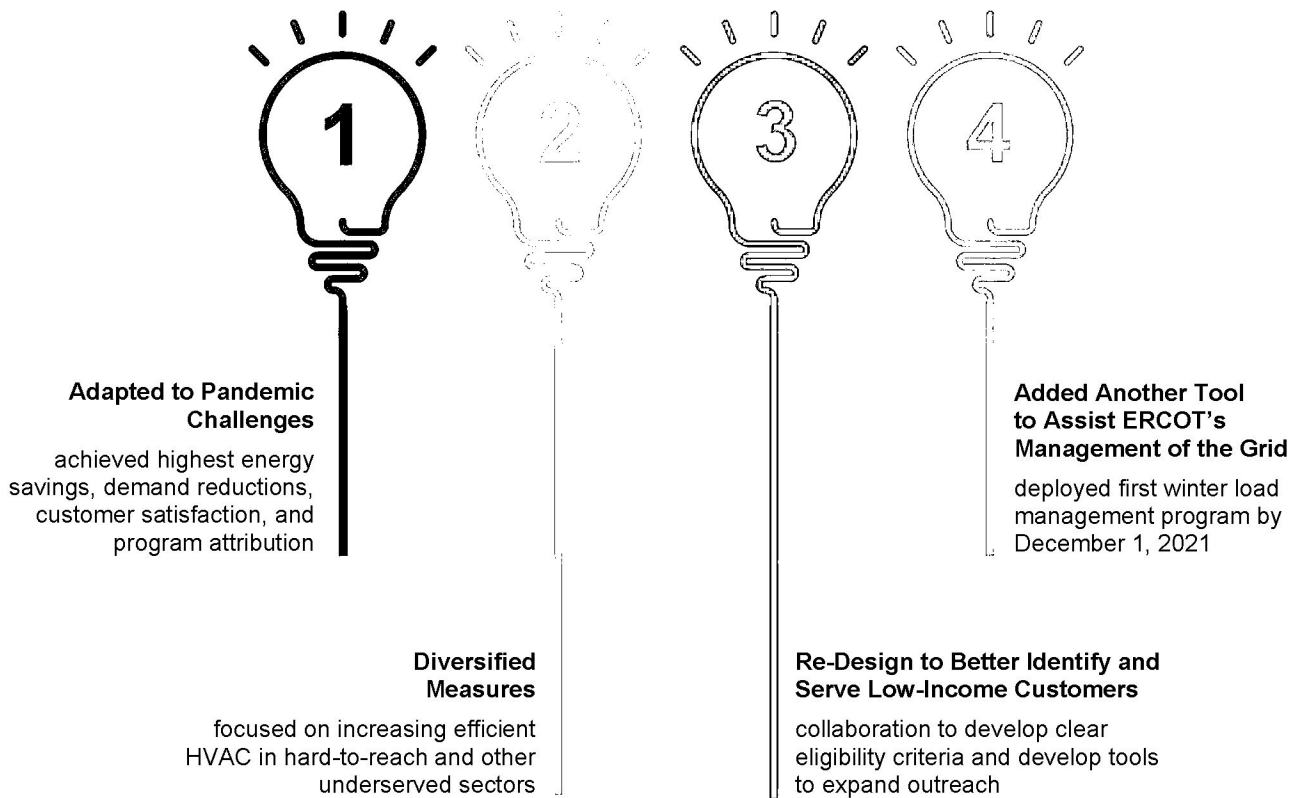 1
2
3
4
Adapted to Pandemic
Challenges
achieved highest energy
savings, demand reductions,
customer satisfaction, and
program attribution
Diversified
Measures
focused on increasing efficient
HVAC in hard-to-reach and other
underserved sectors
Re-Design to Better Identify and
Serve Low-Income Customers
collaboration to develop clear
eligibility criteria and develop tools
to expand outreach
Added Another Tool
to Assist ERCOT's
Management of the Grid
deployed first winter load
management program by
December 1, 2021